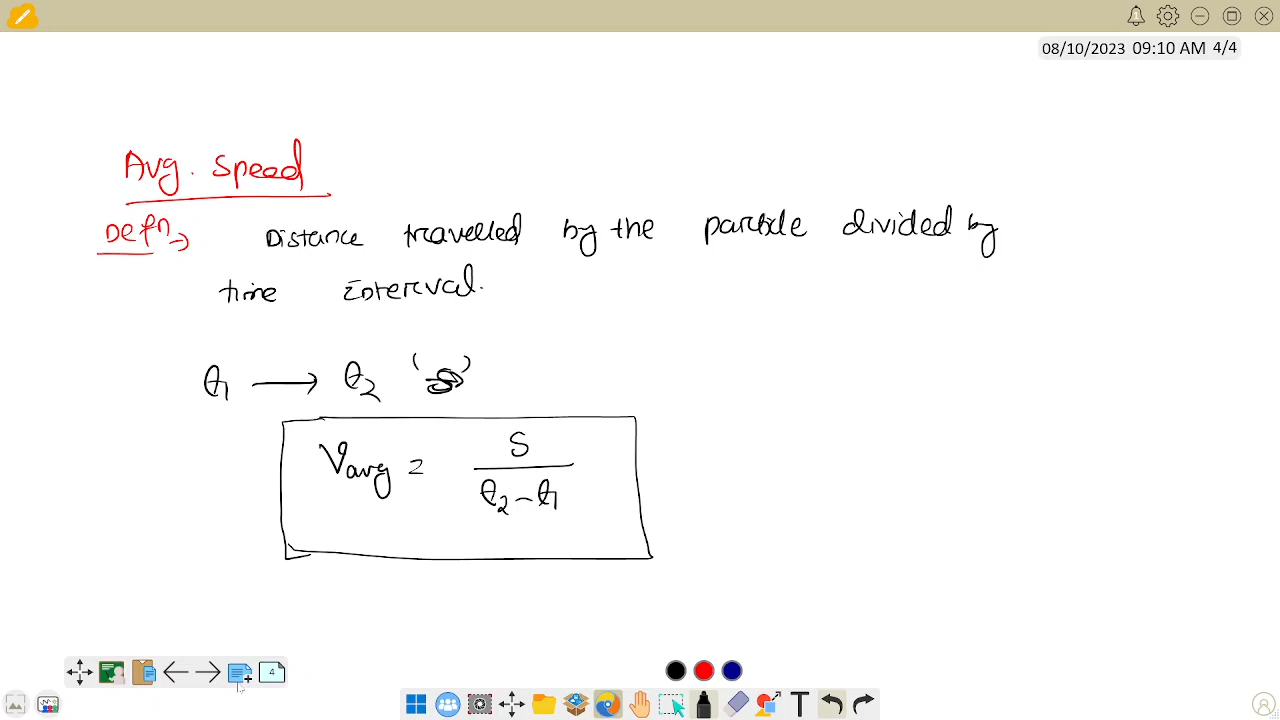 08/10/2023 09:10 AM 4/4
Avg. Speed
Defn → Distance travelled by the particle divided by
time interval.
t1 → t2 (s)
Vavg = S / t2 - t1
4
T